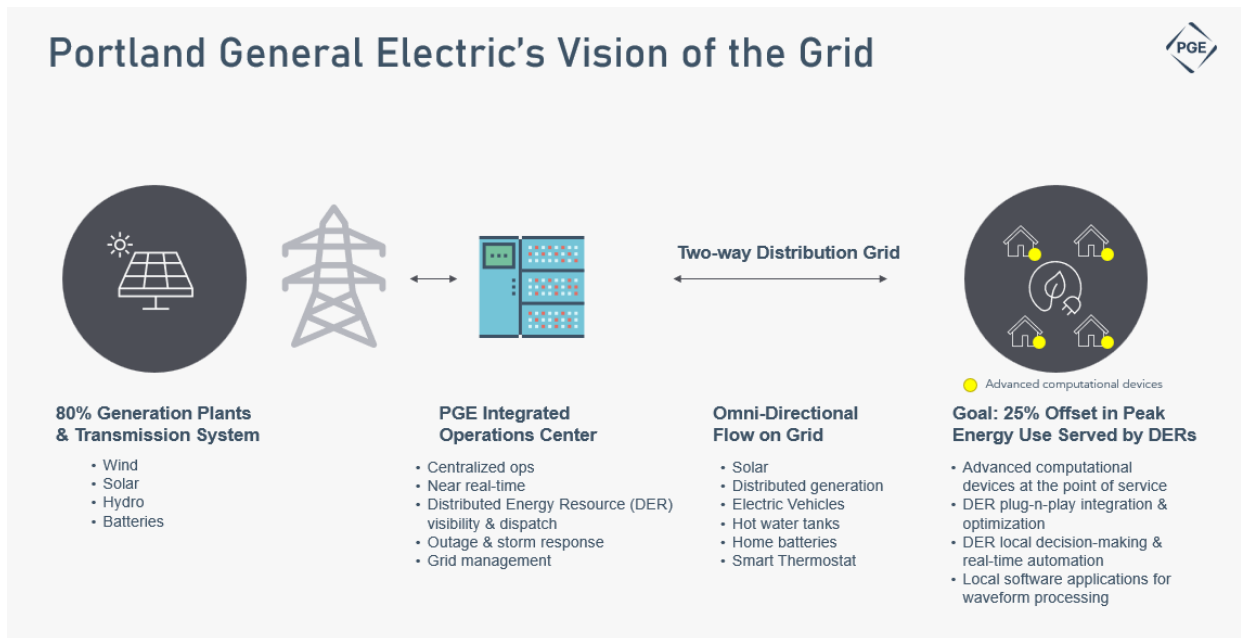 Portland General Electric's Vision of the Grid
PGE
Two-way Distribution Grid
Advanced computational devices
80% Generation Plants
& Transmission System
• Wind
• Solar
• Hydro
• Batteries
PGE Integrated
Operations Center
• Centralized ops
• Near real-time
• Distributed Energy Resource (DER)
visibility & dispatch
• Outage & storm response
• Grid management
Omni-Directional
Flow on Grid
• Solar
• Distributed generation
• Electric Vehicles
• Hot water tanks
• Home batteries
• Smart Thermostat
Goal: 25% Offset in Peak
Energy Use Served by DERs
• Advanced computational
devices at the point of service
• DER plug-n-play integration &
optimization
• DER local decision-making &
real-time automation
• Local software applications for
waveform processing